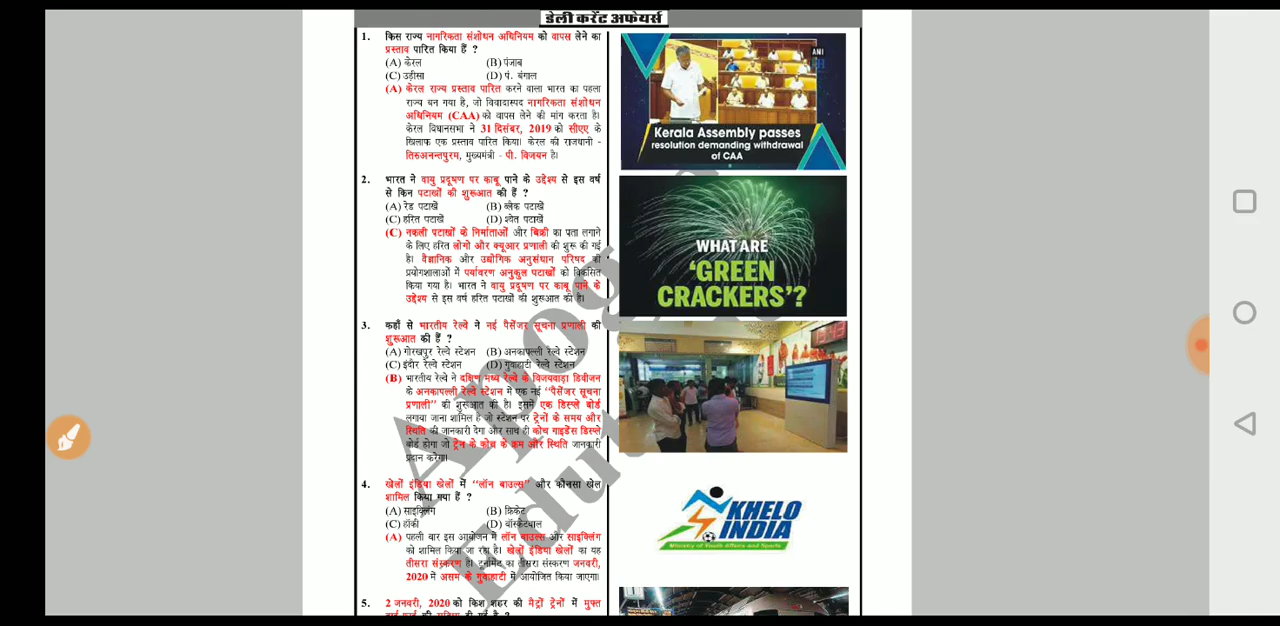 डेली करेंट अफेयर्स
1. किस राज्य नागरिकता संशोधन अधिनियम को वापस लेने का
प्रस्ताव पारित किया हैं ?
(A) केरल (B) पंजाब
(C) उड़ीसा (D) पं. बंगाल
(A) केरल राज्य प्रस्ताव पारित करने वाला भारत का पहला
राज्य बन गया है, जो विवादास्पद नागरिकता संशोधन
अधिनियम (CAA) को वापस लेने की मांग करता है।
केरल विधानसभा ने 31 दिसंबर, 2019 को सीएए के
खिलाफ एक प्रस्ताव पारित किया। केरल की राजधानी -
तिरुअनन्तपुरम, मुख्यमंत्री - पी. विजयन है।
ANI
Kerala Assembly passes
resolution demanding withdrawal
of CAA
2. भारत ने वायु प्रदूषण पर काबू पाने के उद्देश्य से इस वर्ष
से किन पटाखों की शुरूआत की हैं ?
(A) रेड पटाखें (B) ब्लेक पटाखें
(C) हरित पटाखें (D) श्वेत पटाखें
(C) नकली पटाखों के निर्माताओं और बिक्री का पता लगाने
के लिए हरित लोगो और क्यूआर प्रणाली की शुरू की गई
है। वैज्ञानिक और उद्योगिक अनुसंधान परिषद की
प्रयोगशालाओं में पर्यावरण अनुकूल पटाखों को विकसित
किया गया है। भारत ने वायु प्रदूषण पर काबू पाने के
उद्देश्य से इस वर्ष हरित पटाखों की शुरूआत की है।
WHAT ARE
'GREEN
CRACKERS'?
3. कहाँ से भारतीय रेल्वे ने नई पैसेंजर सूचना प्रणाली की
शुरूआत की हैं ?
(A) गोरखपुर रेल्वे स्टेशन (B) अनकापल्ली रेल्वे स्टेशन
(C) इंदौर रेल्वे स्टेशन (D) गुवाहाटी रेल्वे स्टेशन
(B) भारतीय रेल्वे ने दक्षिण मध्य रेल्वे के विजयवाड़ा डिवीजन
के अनकापल्ली रेल्वे स्टेशन में एक नई "पैसेंजर सूचना
प्रणाली" की शुरूआत की है। इसमें एक डिस्प्ले बोर्ड
लगाया जाना शामिल है जो स्टेशन पर ट्रेनों के समय और
स्थिति की जानकारी देगा और साथ ही कोच गाइडेंस डिस्प्ले
बोर्ड होगा जो ट्रेन के कोच के क्रम और स्थिति जानकारी
प्रदान करेगा।
4. खेलों इंडिया खेलों में "लॉन बाउल्स" और कौनसा खेल
शामिल किया गया हैं ?
(A) साइक्लिंग (B) क्रिकेट
(C) हॉकी (D) बॉस्केटबाल
(A) पहली बार इस आयोजन में लॉन बाउल्स और साइक्लिंग
को शामिल किया जा रहा है। खेलों इंडिया खेलों का यह
तीसरा संस्करण है। टूर्नामेंट का तीसरा संस्करण जनवरी,
2020 में असम के गुवाहाटी में आयोजित किया जाएगा।
KHELO
INDIA
Ministry of Youth Affairs and Sports
5. 2 जनवरी, 2020 को किश शहर की मैट्रों ट्रेनों में मुफ्त